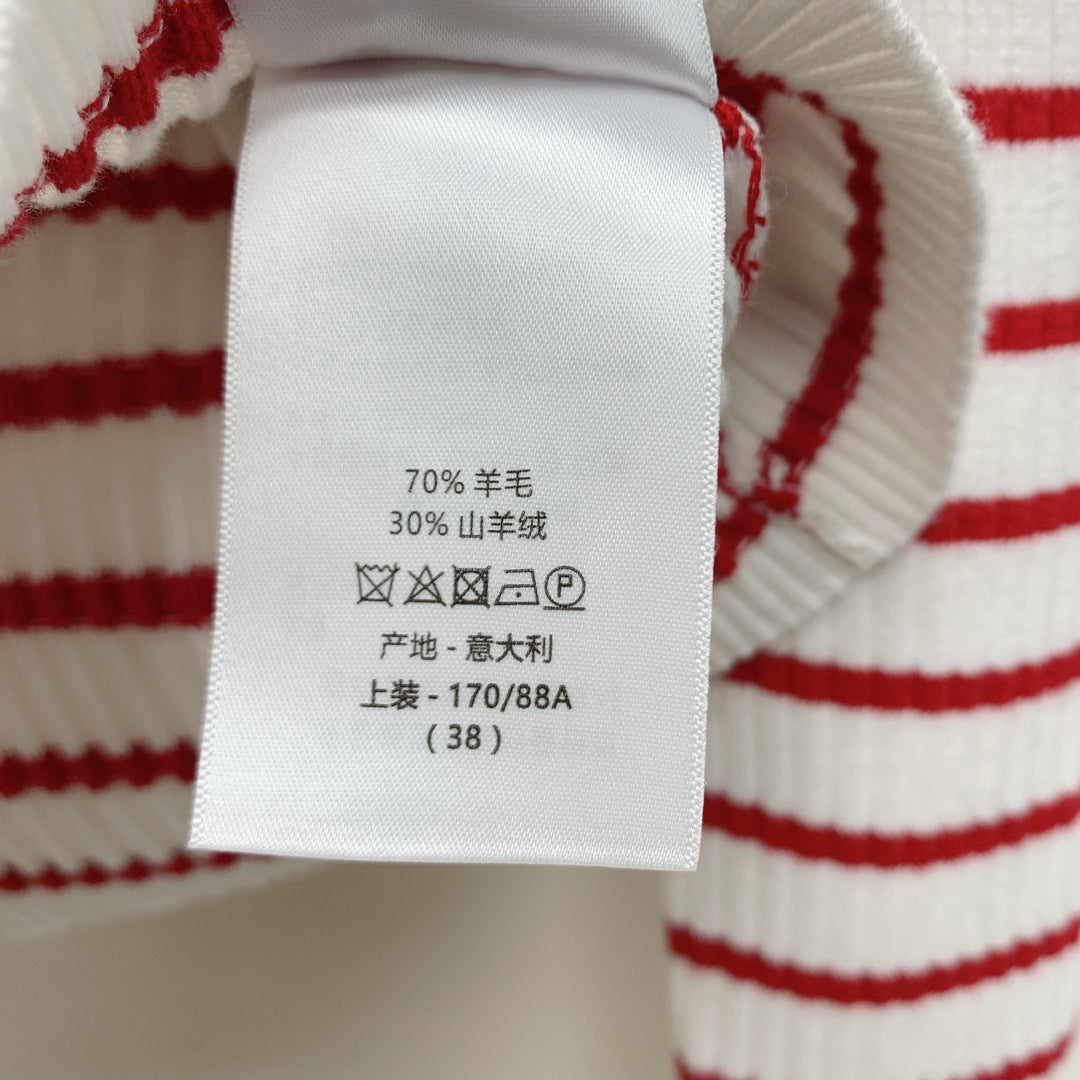 70% 羊毛
30% 山羊绒
P
产地 - 意大利
上装 - 170/88A
( 38 )